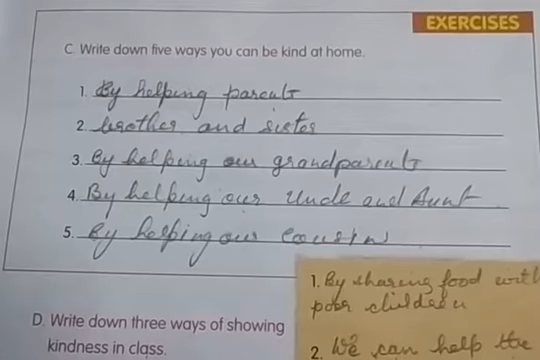 EXERCISES
C. Write down five ways you can be kind at home.
1. By helping parents
2. brother and sister
3. By helping our grandparents
4. By helping our Uncle and Aunt
5. By helping our cousin
1. By sharing food with
poor children
D. Write down three ways of showing
kindness in class.
2. We can help the